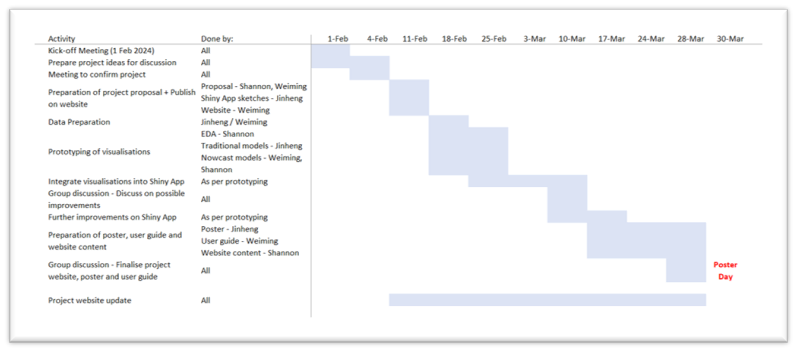 Activity Done by: 1-Feb 4-Feb 11-Feb 18-Feb 25-Feb 3-Mar 10-Mar 17-Mar 24-Mar 28-Mar 30-Mar
Kick-off Meeting (1 Feb 2024) All
Prepare project ideas for discussion All
Meeting to confirm project All
Preparation of project proposal + Publish on website
Proposal - Shannon, Weiming
Shiny App sketches - Jinheng
Website - Weiming
Data Preparation Jinheng / Weiming
Prototyping of visualisations
EDA - Shannon
Traditional models - Jinheng
Nowcast models - Weiming,
Shannon
Integrate visualisations into Shiny App As per prototyping
Group discussion - Discuss on possible
improvements
All
Further improvements on Shiny App As per prototyping
Preparation of poster, user guide and
website content
Poster - Jinheng
User guide - Weiming
Website content - Shannon
Group discussion - Finalise project
website, poster and user guide
All
Poster
Day
Project website update All